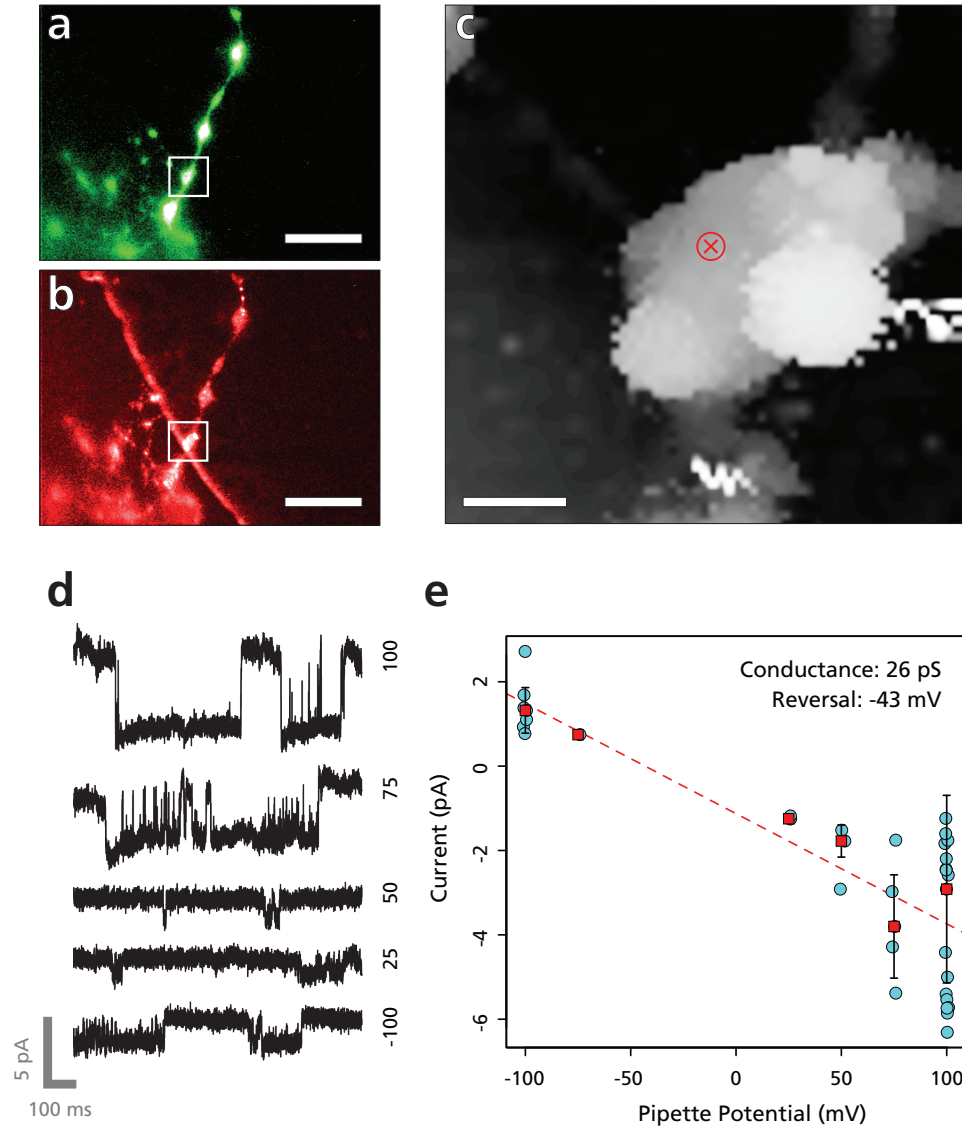 a
b
c
d
100
75
50
25
-100
5 pA
100 ms
e
Conductance: 26 pS
Reversal: -43 mV
2
0
-2
-4
-6
Current (pA)
-100
-50
0
50
100
Pipette Potential (mV)